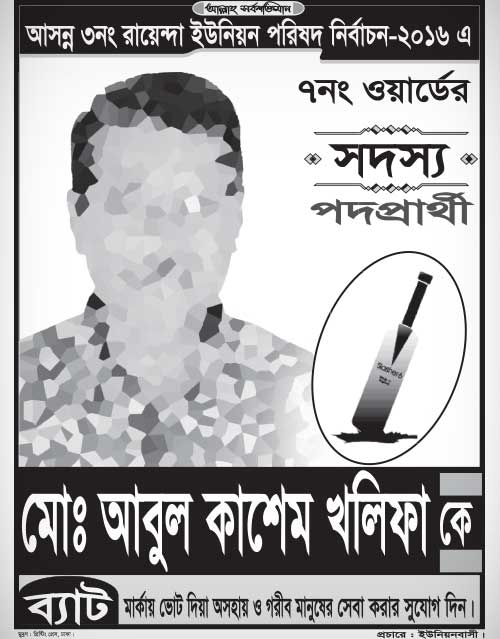 আল্লাহ সর্বশক্তিমান
আসন্ন ৩নং রায়েন্দা ইউনিয়ন পরিষদ নির্বাচন-২০১৬ এ
৭নং ওয়ার্ডের
সদস্য
পদপ্রার্থী
মোঃ আবুল কাশেম খলিফা কে
ব্যাট মার্কায় ভোট দিয়া অসহায় ও গরীব মানুষের সেবা করার সুযোগ দিন।
মুদ্রণ : প্রিন্টিং প্রেস, ঢাকা।
প্রচারে : ইউনিয়নবাসী